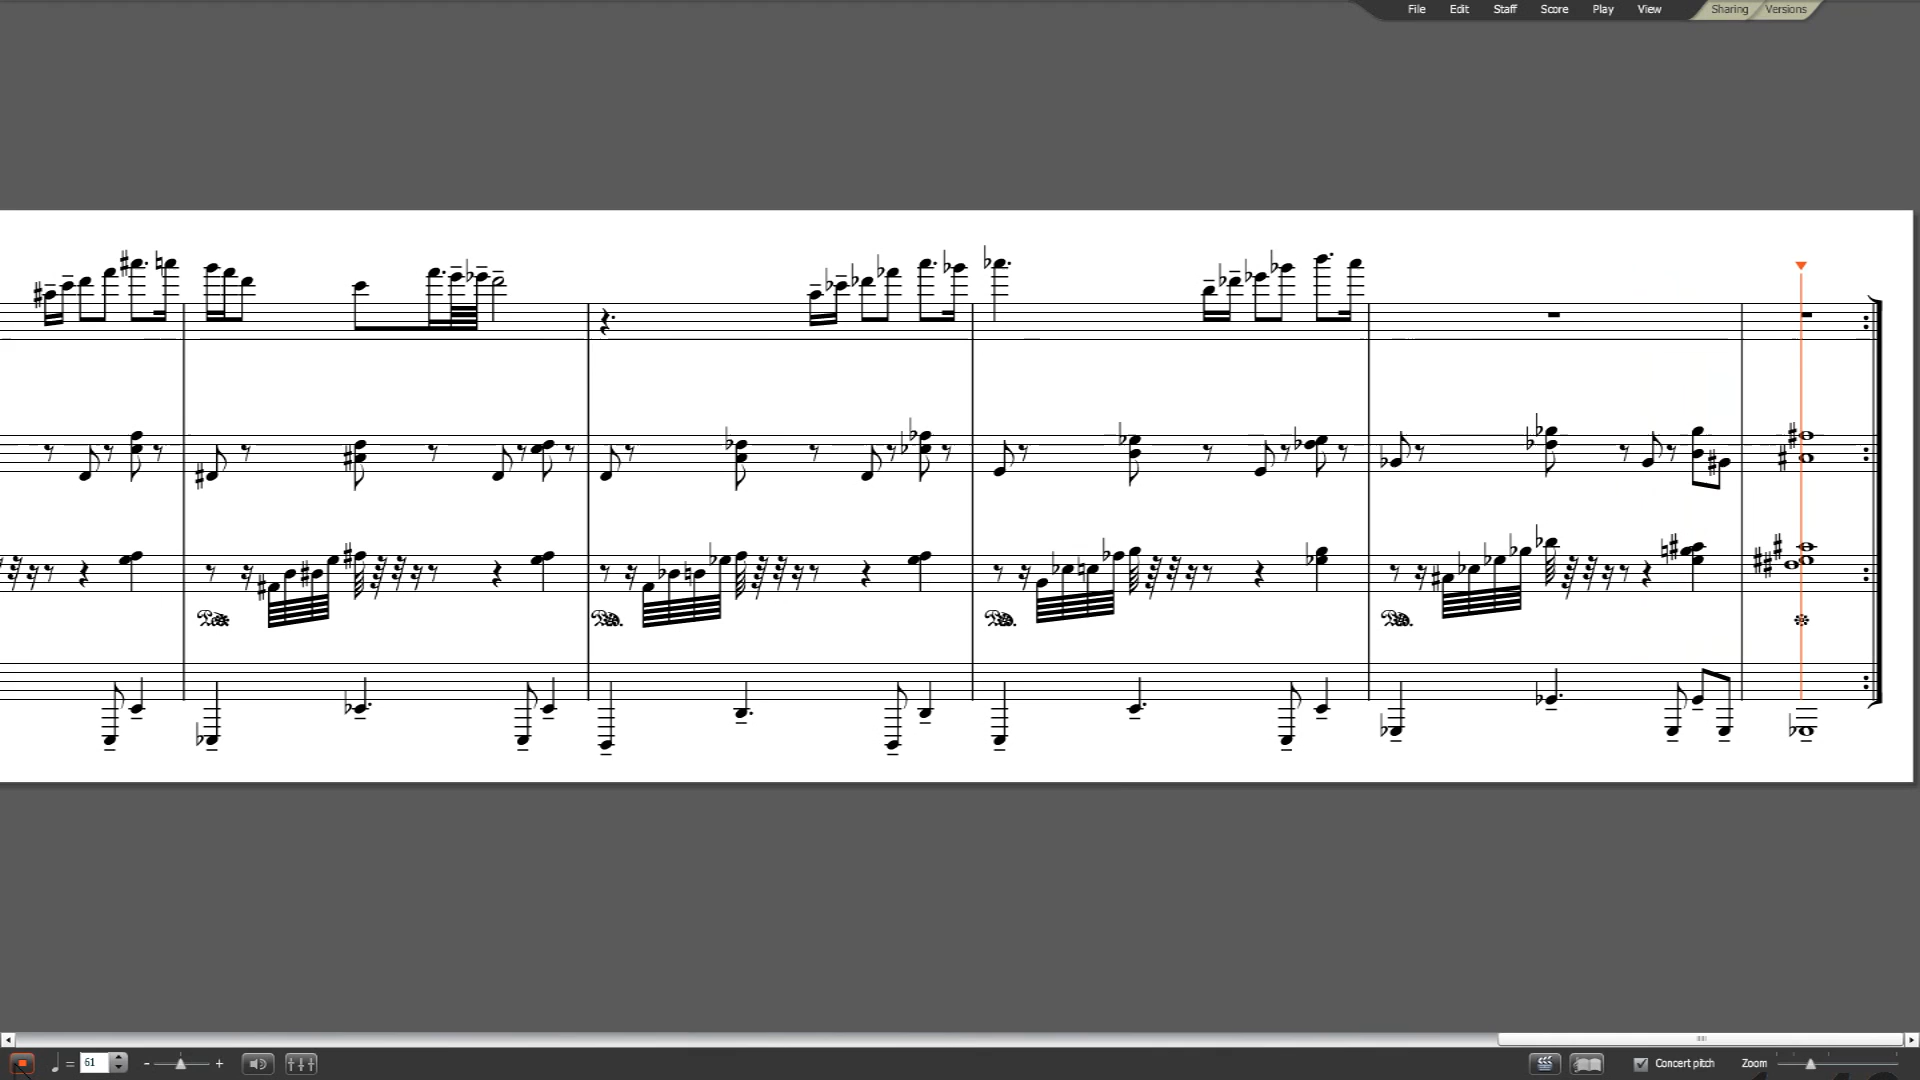 File Edit Staff Score Play View Sharing Versions
= 61 - + Concert pitch Zoom